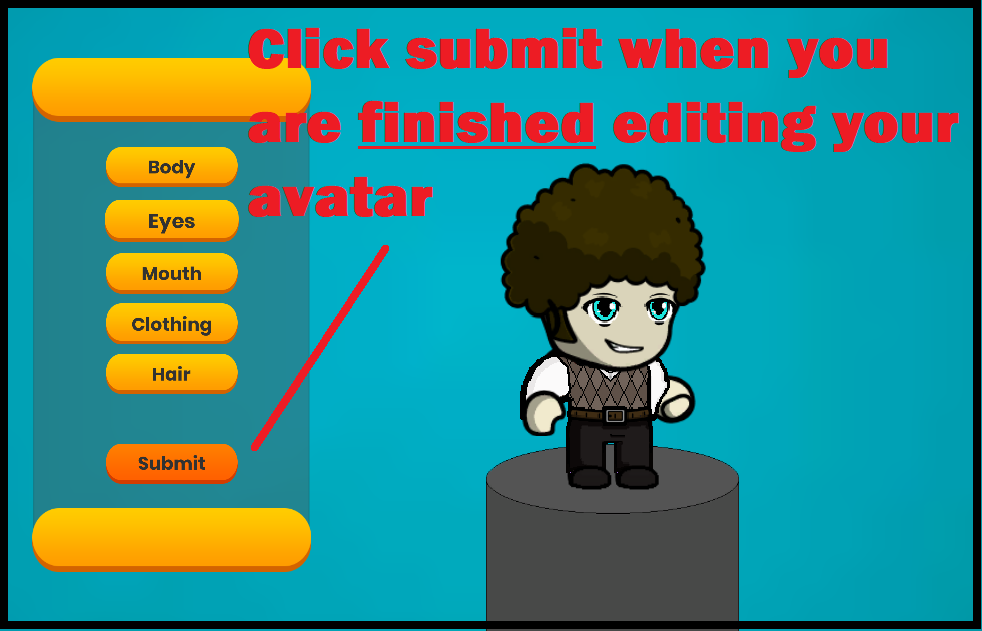 Click submit when you
are finished editing your
avatar
Body
Eyes
Mouth
Clothing
Hair
Submit